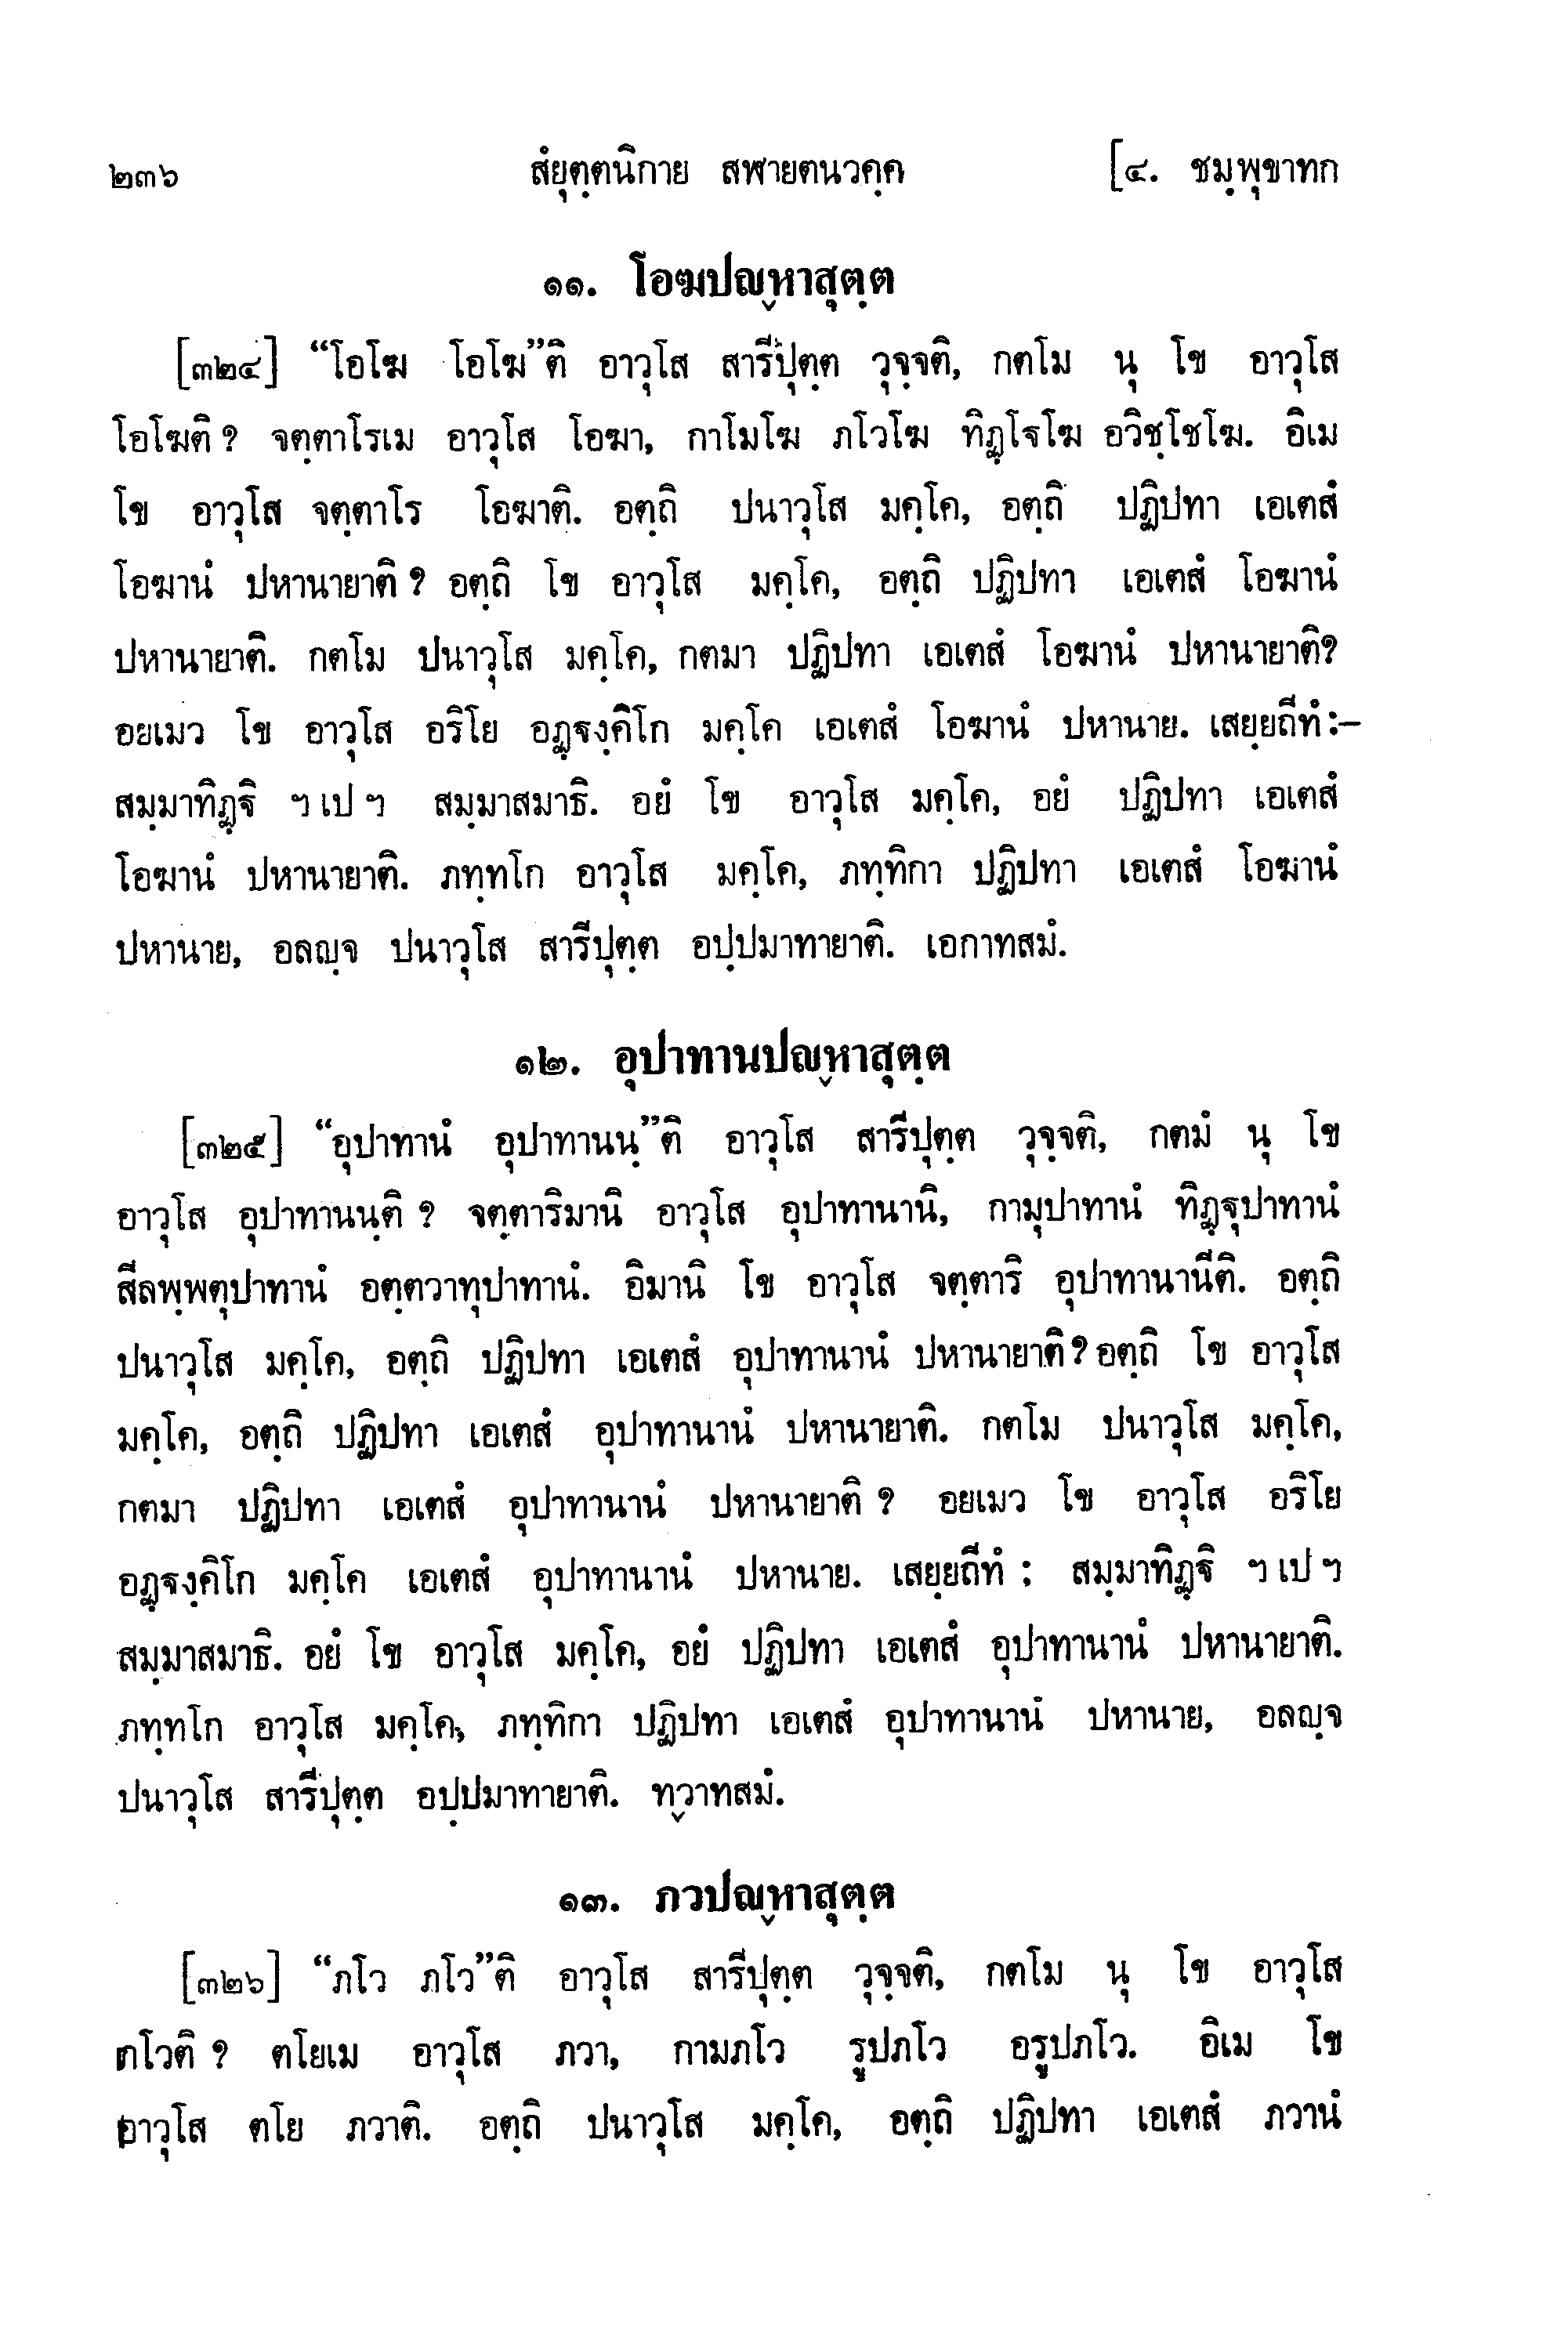 ๒๓๖ สํยุตฺตนิกาย สฬายตนวคฺค [๔. ชมฺพุขาทก
๑๑. โอฆปญฺหาสุตฺต
[๓๒๔] “โอโฆ โอโฆ”ติ อาวุโส สารีปุตฺต วุจฺจติ, กตโม นุ โข อาวุโส
โอโฆติ ? จตฺตาโรเม อาวุโส โอฆา, กาโมโฆ ภโวโฆ ทิฏฺโฐโฆ อวิชฺโชโฆ. อิเม
โข อาวุโส จตฺตาโร โอฆาติ. อตฺถิ ปนาวุโส มคฺโค, อตฺถิ ปฏิปทา เอเตสํ
โอฆานํ ปหานายาติ ? อตฺถิ โข อาวุโส มคฺโค, อตฺถิ ปฏิปทา เอเตสํ โอฆานํ
ปหานายาติ. กตโม ปนาวุโส มคฺโค, กตมา ปฏิปทา เอเตสํ โอฆานํ ปหานายาติ?
อยเมว โข อาวุโส อริโย อฏฺฐงฺคิโก มคฺโค เอเตสํ โอฆานํ ปหานาย. เสยฺยถีทํ :–
สมฺมาทิฏฺฐิ ฯ เป ฯ สมฺมาสมาธิ. อยํ โข อาวุโส มคฺโค, อยํ ปฏิปทา เอเตสํ
โอฆานํ ปหานายาติ. ภทฺทโก อาวุโส มคฺโค, ภทฺทิกา ปฏิปทา เอเตสํ โอฆานํ
ปหานาย, อลญฺจ ปนาวุโส สารีปุตฺต อปฺปมาทายาติ. เอกาทสมํ.
๑๒. อุปาทานปญฺหาสุตฺต
[๓๒๕] “อุปาทานํ อุปาทานนฺ”ติ อาวุโส สารีปุตฺต วุจฺจติ, กตมํ นุ โข
อาวุโส อุปาทานนฺติ ? จตฺตาริมานิ อาวุโส อุปาทานานิ, กามุปาทานํ ทิฏฺฐุปาทานํ
สีลพฺพตุปาทานํ อตฺตวาทุปาทานํ. อิมานิ โข อาวุโส จตฺตาริ อุปาทานานีติ. อตฺถิ
ปนาวุโส มคฺโค, อตฺถิ ปฏิปทา เอเตสํ อุปาทานานํ ปหานายาติ ? อตฺถิ โข อาวุโส
มคฺโค, อตฺถิ ปฏิปทา เอเตสํ อุปาทานานํ ปหานายาติ. กตโม ปนาวุโส มคฺโค,
กตมา ปฏิปทา เอเตสํ อุปาทานานํ ปหานายาติ ? อยเมว โข อาวุโส อริโย
อฏฺฐงฺคิโก มคฺโค เอเตสํ อุปาทานานํ ปหานาย. เสยฺยถีทํ ; สมฺมาทิฏฺฐิ ฯ เป ฯ
สมฺมาสมาธิ. อยํ โข อาวุโส มคฺโค, อยํ ปฏิปทา เอเตสํ อุปาทานานํ ปหานายาติ.
ภทฺทโก อาวุโส มคฺโค, ภทฺทิกา ปฏิปทา เอเตสํ อุปาทานานํ ปหานาย, อลญฺจ
ปนาวุโส สารีปุตฺต อปฺปมาทายาติ. ทฺวาทสมํ.
๑๓. ภวปญฺหาสุตฺต
[๓๒๖] “ภโว ภโว”ติ อาวุโส สารีปุตฺต วุจฺจติ, กตโม นุ โข อาวุโส
ภโวติ ? ตโยเม อาวุโส ภวา, กามภโว รูปภโว อรูปภโว. อิเม โข
อาวุโส ตโย ภวาติ. อตฺถิ ปนาวุโส มคฺโค, อตฺถิ ปฏิปทา เอเตสํ ภวานํ